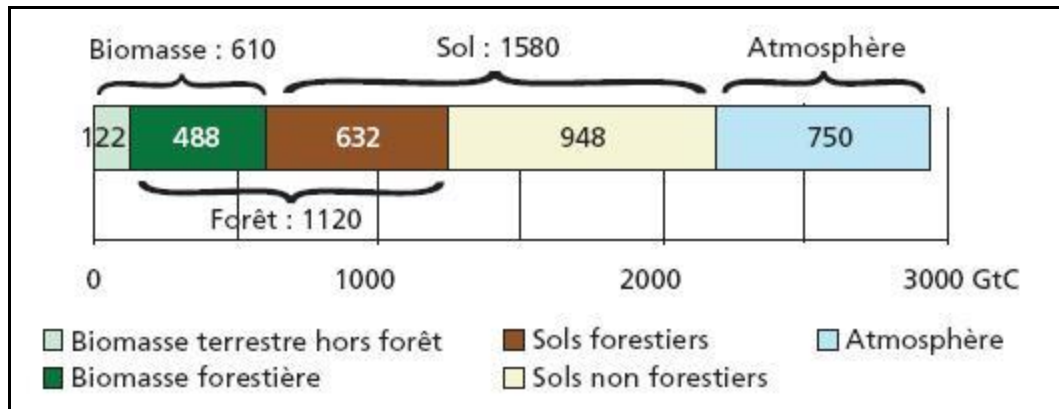 Biomasse : 610 Sol : 1580 Atmosphère
122 488 632 948 750
Forêt : 1120
0 1000 2000 3000 GtC
Biomasse terrestre hors forêt Sols forestiers Atmosphère
Biomasse forestière Sols non forestiers